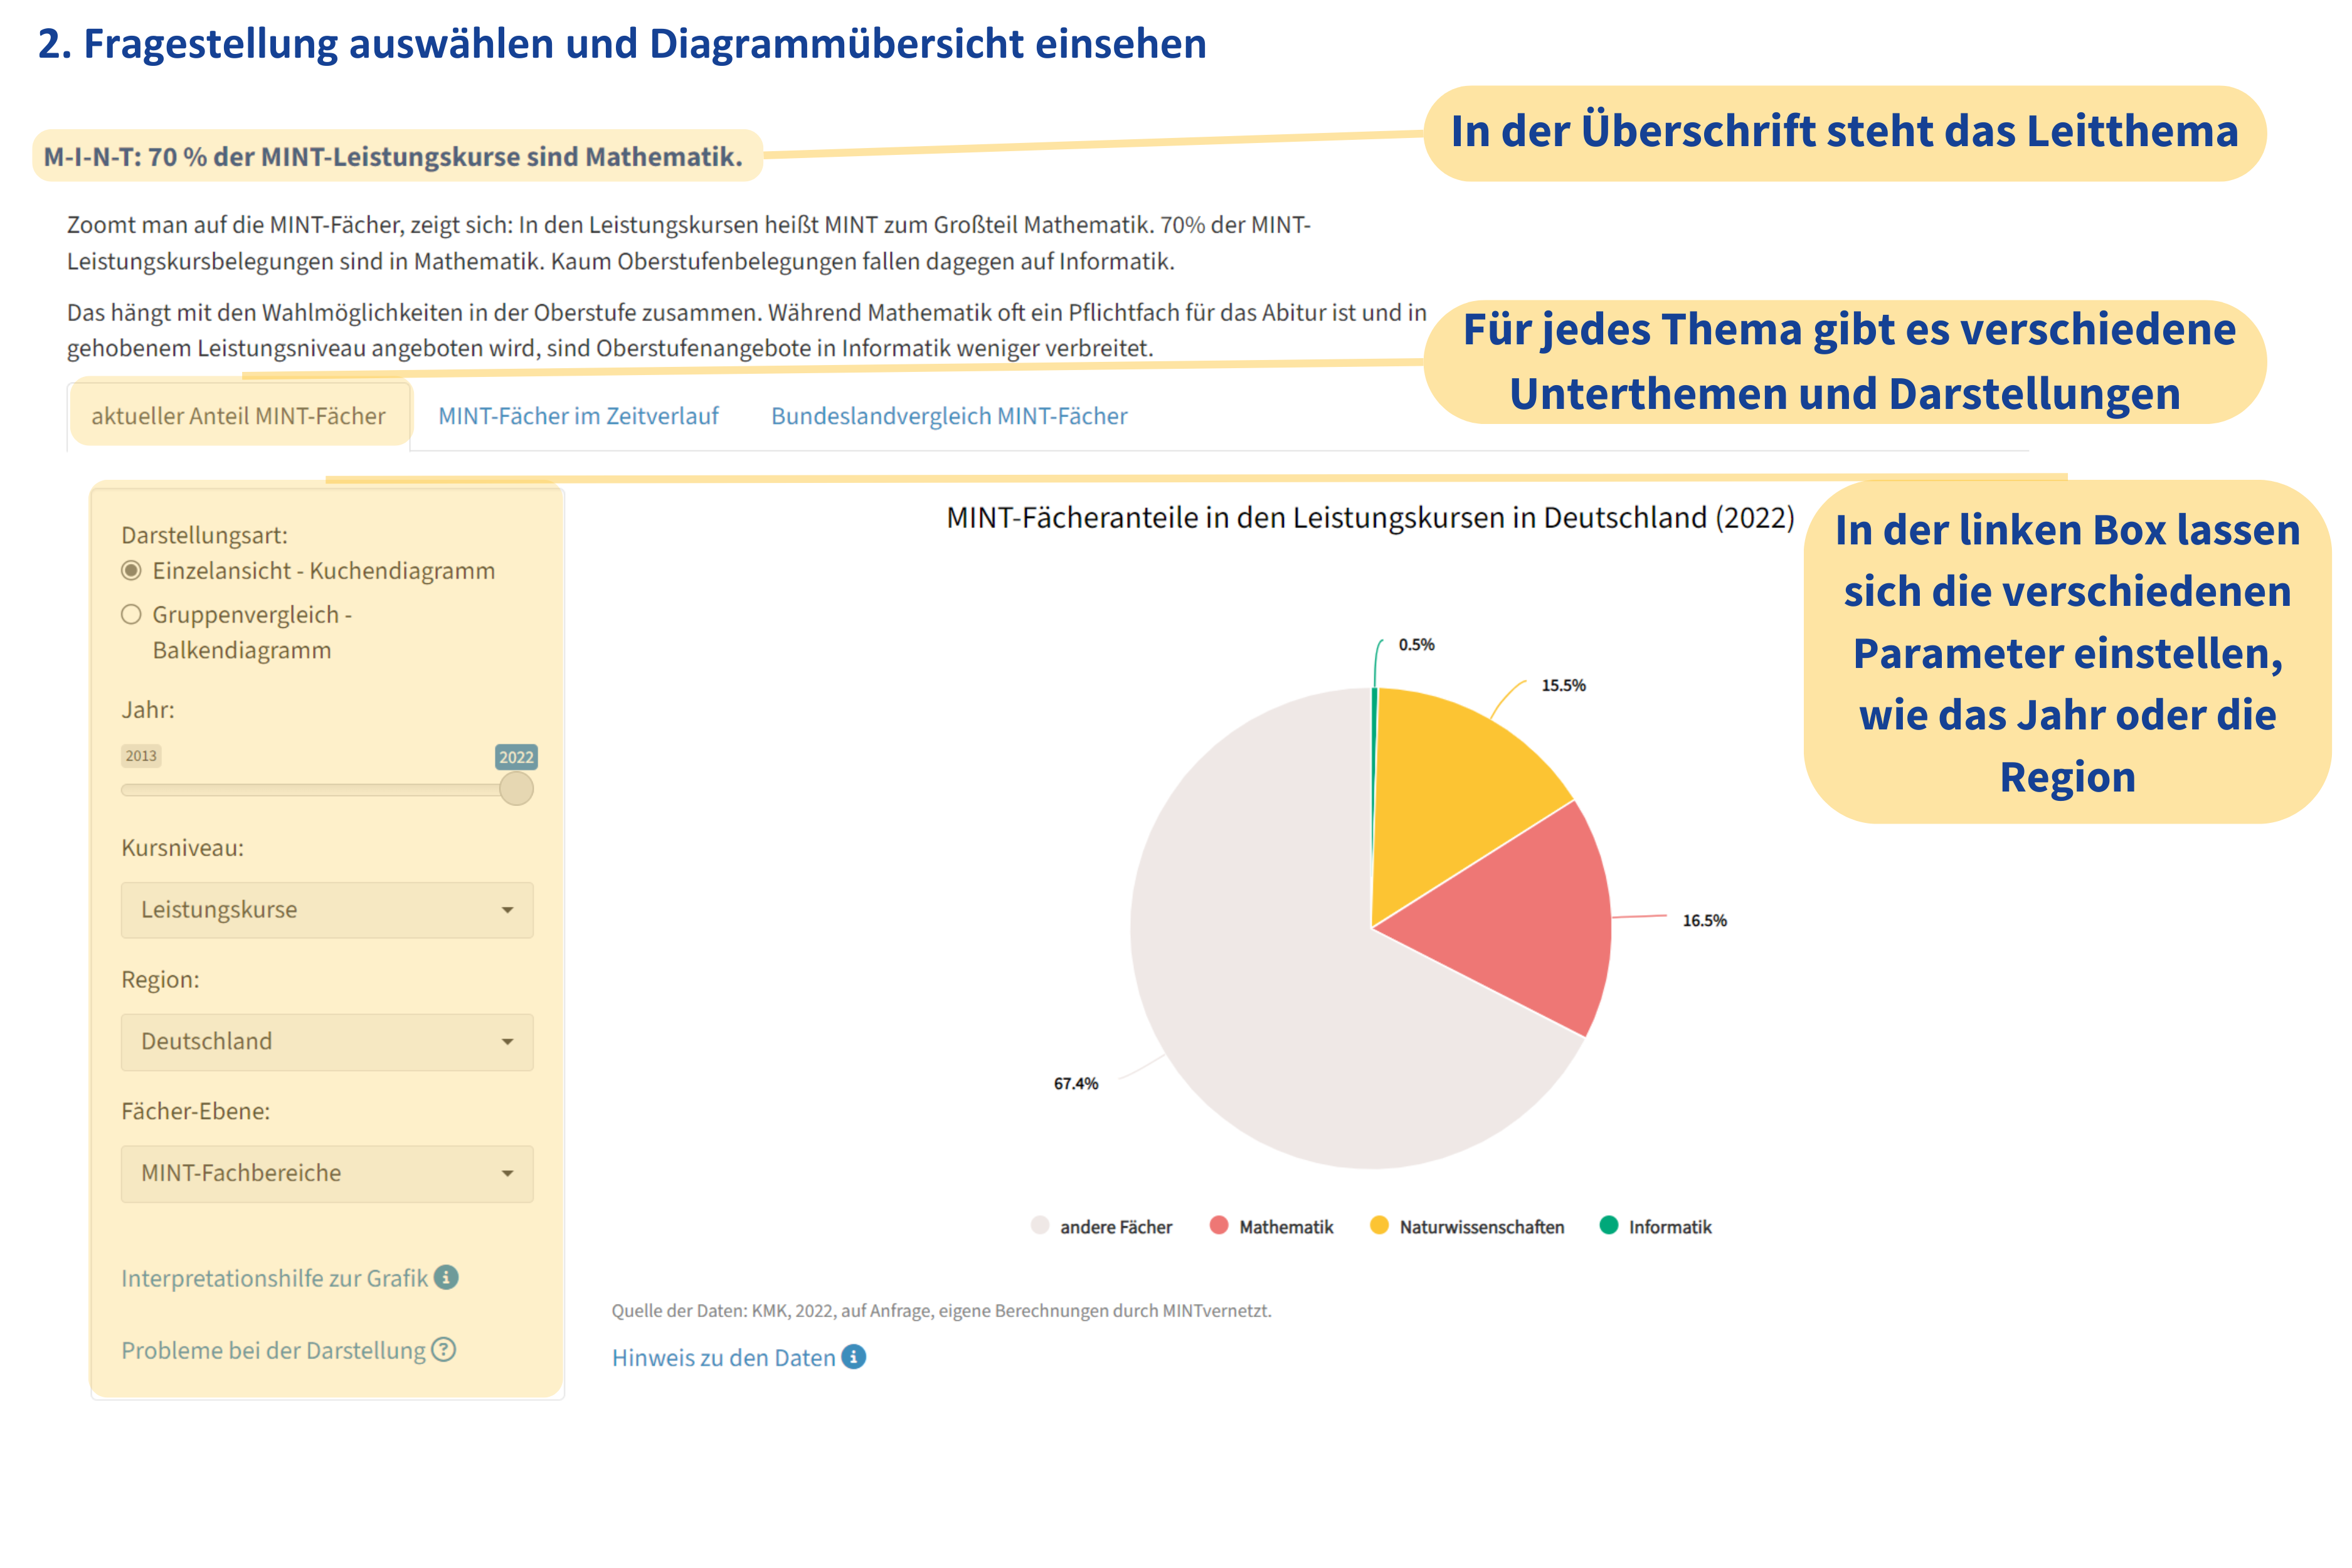 2. Fragestellung auswählen und Diagrammübersicht einsehen
In der Überschrift steht das Leitthema
M-I-N-T: 70 % der MINT-Leistungskurse sind Mathematik.
Zoomt man auf die MINT-Fächer, zeigt sich: In den Leistungskursen heißt MINT zum Großteil Mathematik. 70% der MINT-
Leistungskursbelegungen sind in Mathematik. Kaum Oberstufenbelegungen fallen dagegen auf Informatik.
Das hängt mit den Wahlmöglichkeiten in der Oberstufe zusammen. Während Mathematik oft ein Pflichtfach für das Abitur ist und in
gehobenem Leistungsniveau angeboten wird, sind Oberstufenangebote in Informatik weniger verbreitet.
Für jedes Thema gibt es verschiedene
Unterthemen und Darstellungen
aktueller Anteil MINT-Fächer
MINT-Fächer im Zeitverlauf
Bundeslandvergleich MINT-Fächer
Darstellungsart:
Einzelansicht - Kuchendiagramm
Gruppenvergleich -
Balkendiagramm
Jahr:
2013
2022
Kursniveau:
Leistungskurse
Region:
Deutschland
Fächer-Ebene:
MINT-Fachbereiche
Interpretationshilfe zur Grafik
Probleme bei der Darstellung
MINT-Fächeranteile in den Leistungskursen in Deutschland (2022)
0.5%
15.5%
16.5%
67.4%
andere Fächer
Mathematik
Naturwissenschaften
Informatik
Quelle der Daten: KMK, 2022, auf Anfrage, eigene Berechnungen durch MINTvernetzt.
Hinweis zu den Daten
In der linken Box lassen
sich die verschiedenen
Parameter einstellen,
wie das Jahr oder die
Region